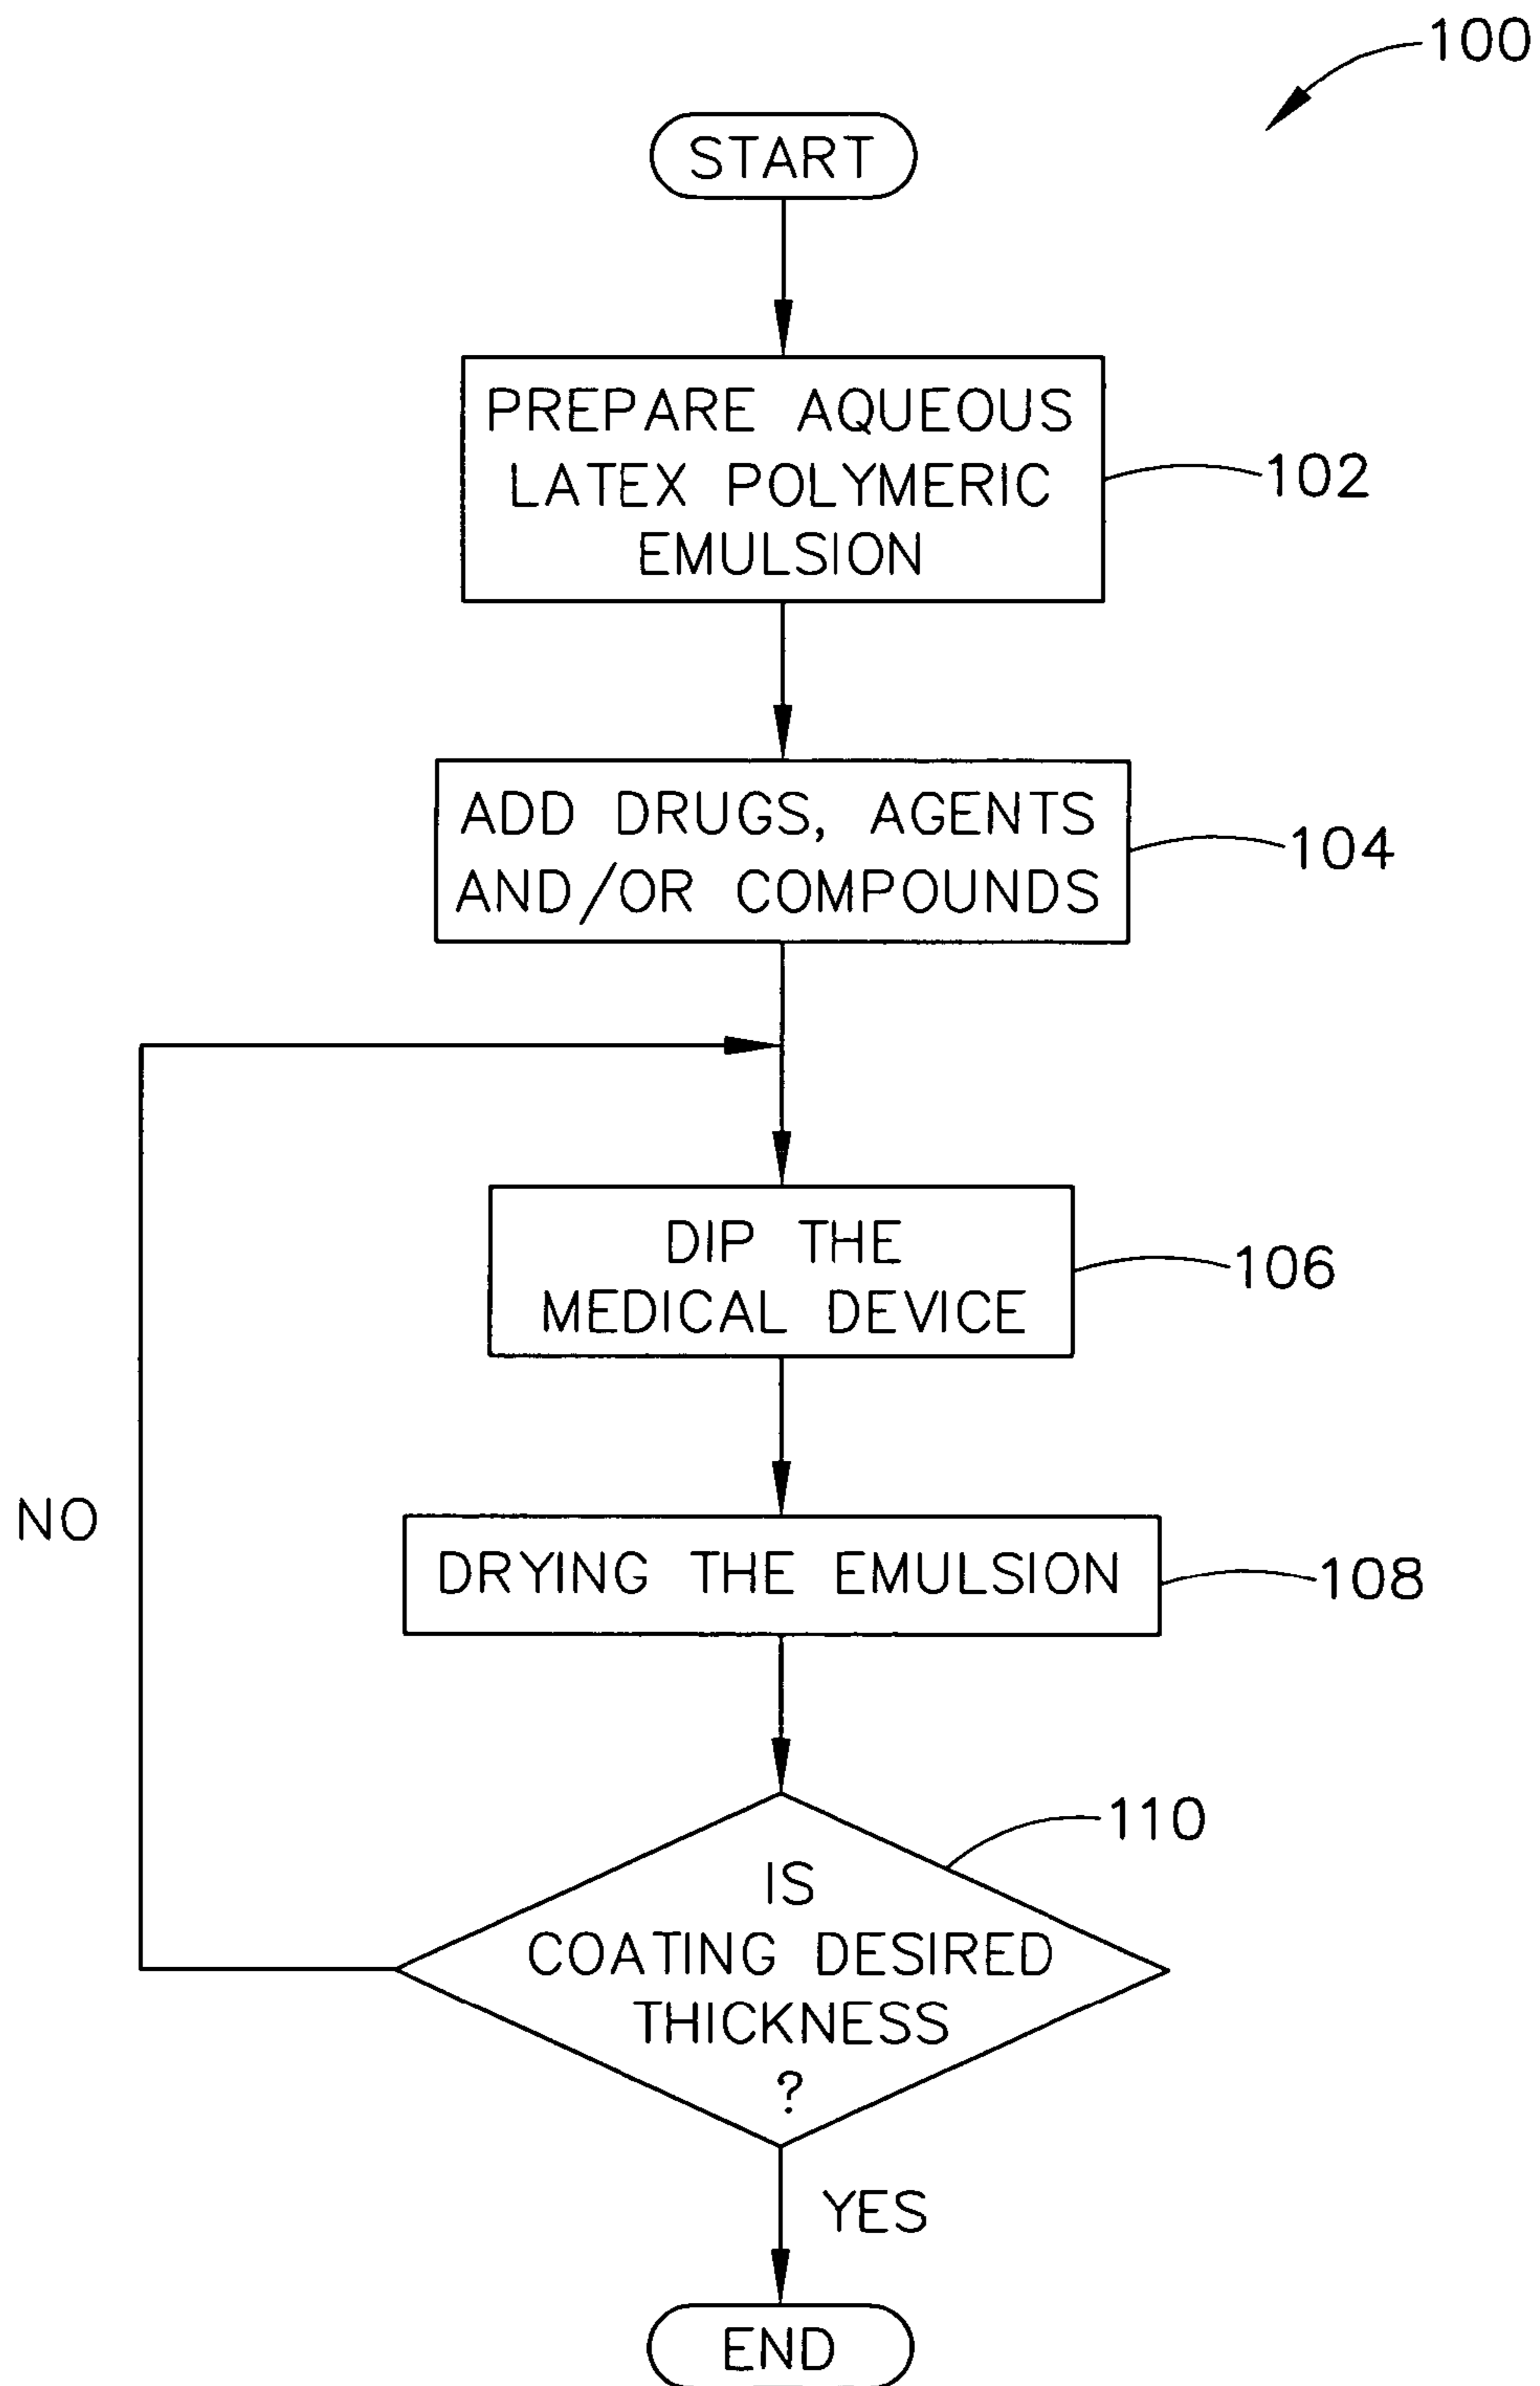 100
START
PREPARE AQUEOUS
LATEX POLYMERIC
EMULSION
102
ADD DRUGS, AGENTS
AND/OR COMPOUNDS
104
DIP THE
MEDICAL DEVICE
106
NO
DRYING THE EMULSION
108
110
IS
COATING DESIRED
THICKNESS
?
YES
END